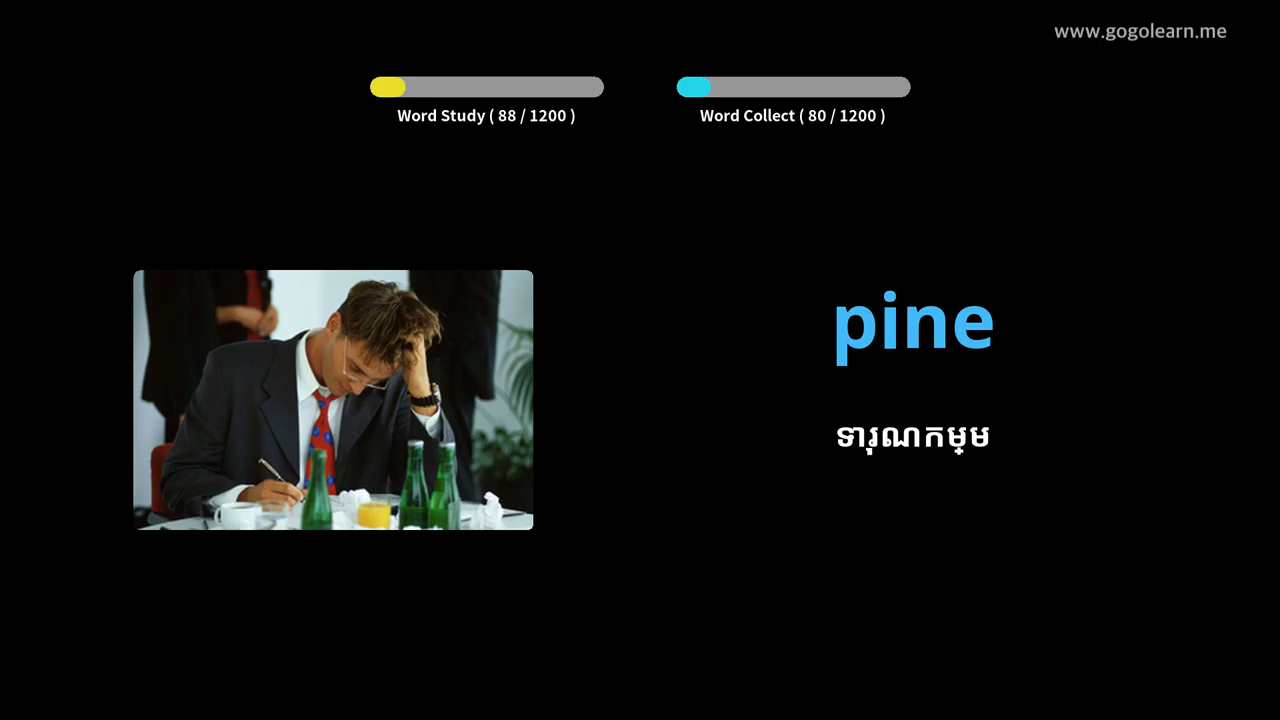 www.gogolearn.me
Word Study ( 88 / 1200 )
Word Collect ( 80 / 1200 )
pine
ទារុណកម្ម